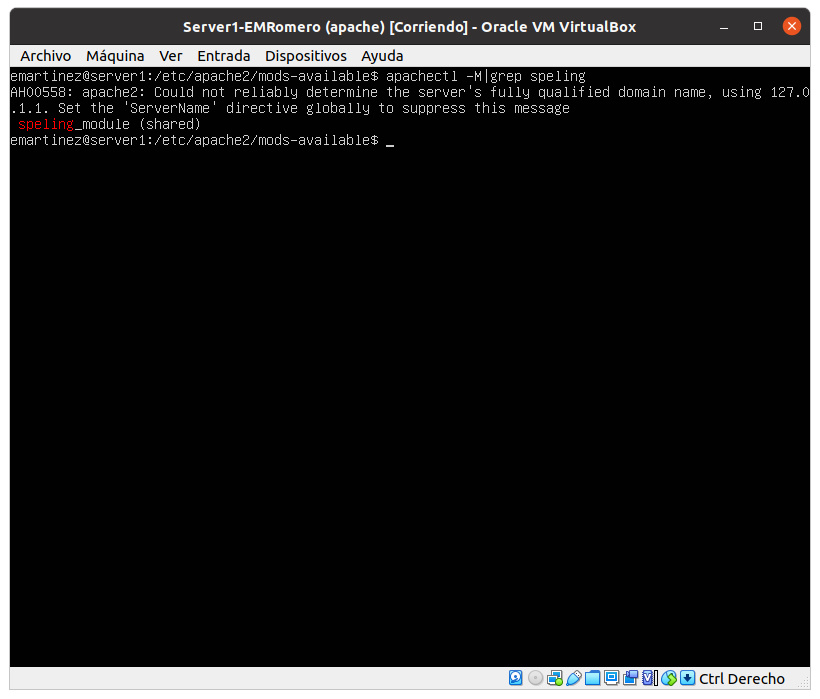 Server1-EMRomero (apache) [Corriendo] - Oracle VM VirtualBox
Archivo Máquina Ver Entrada Dispositivos Ayuda
emartinez@server1:/etc/apache2/mods-available$ apachectl -M|grep speling
AH00558: apache2: Could not reliably determine the server's fully qualified domain name, using 127.0
.1.1. Set the 'ServerName' directive globally to suppress this message
speling_module (shared)
emartinez@server1:/etc/apache2/mods-available$ _
Ctrl Derecho